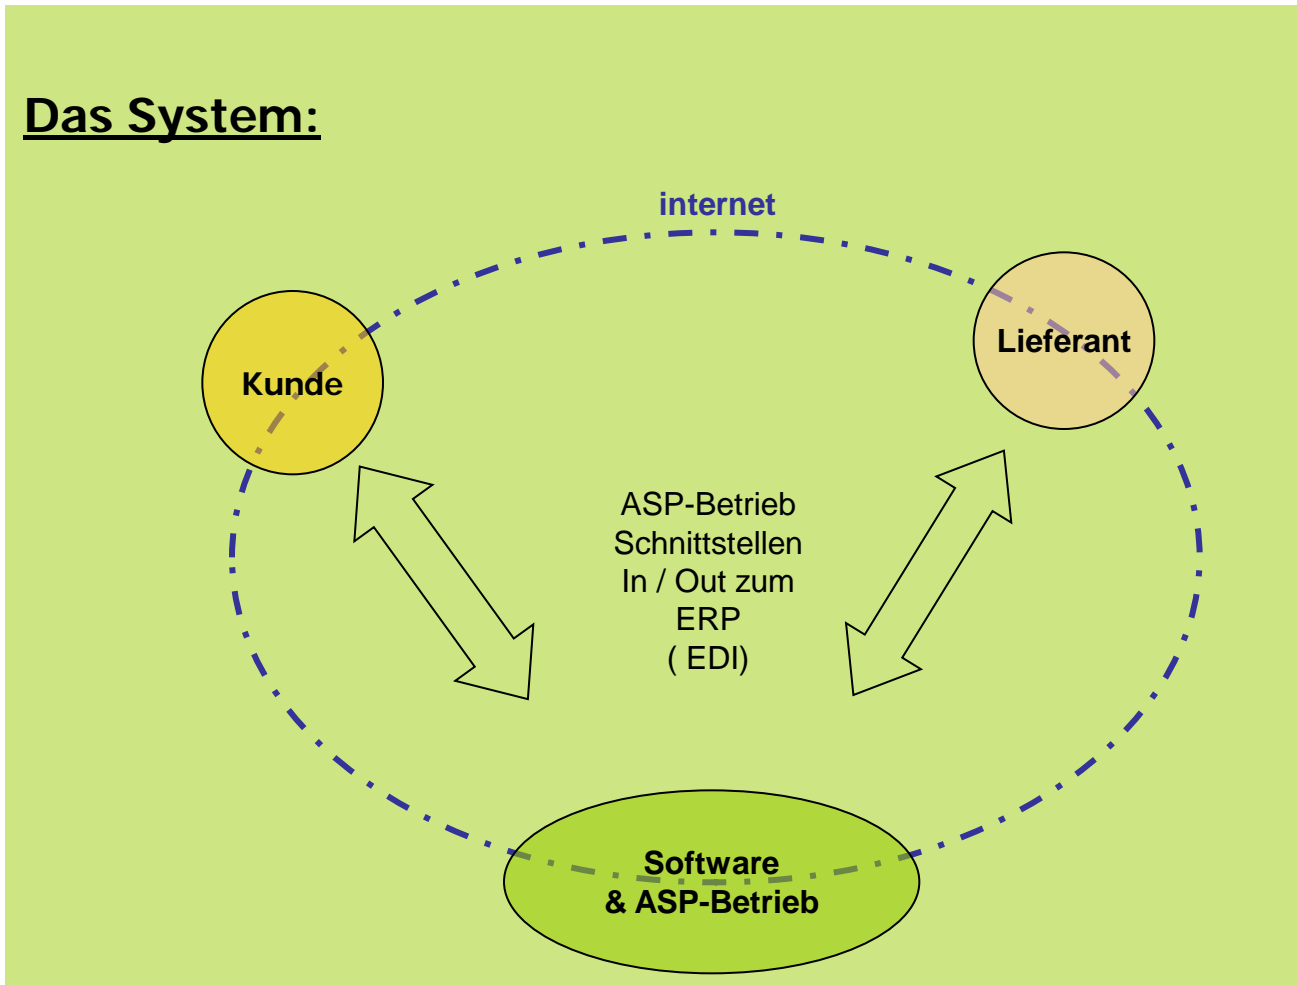 Das System:
internet
Kunde
Lieferant
ASP-Betrieb
Schnittstellen
In / Out zum
ERP
( EDI)
Software
& ASP-Betrieb